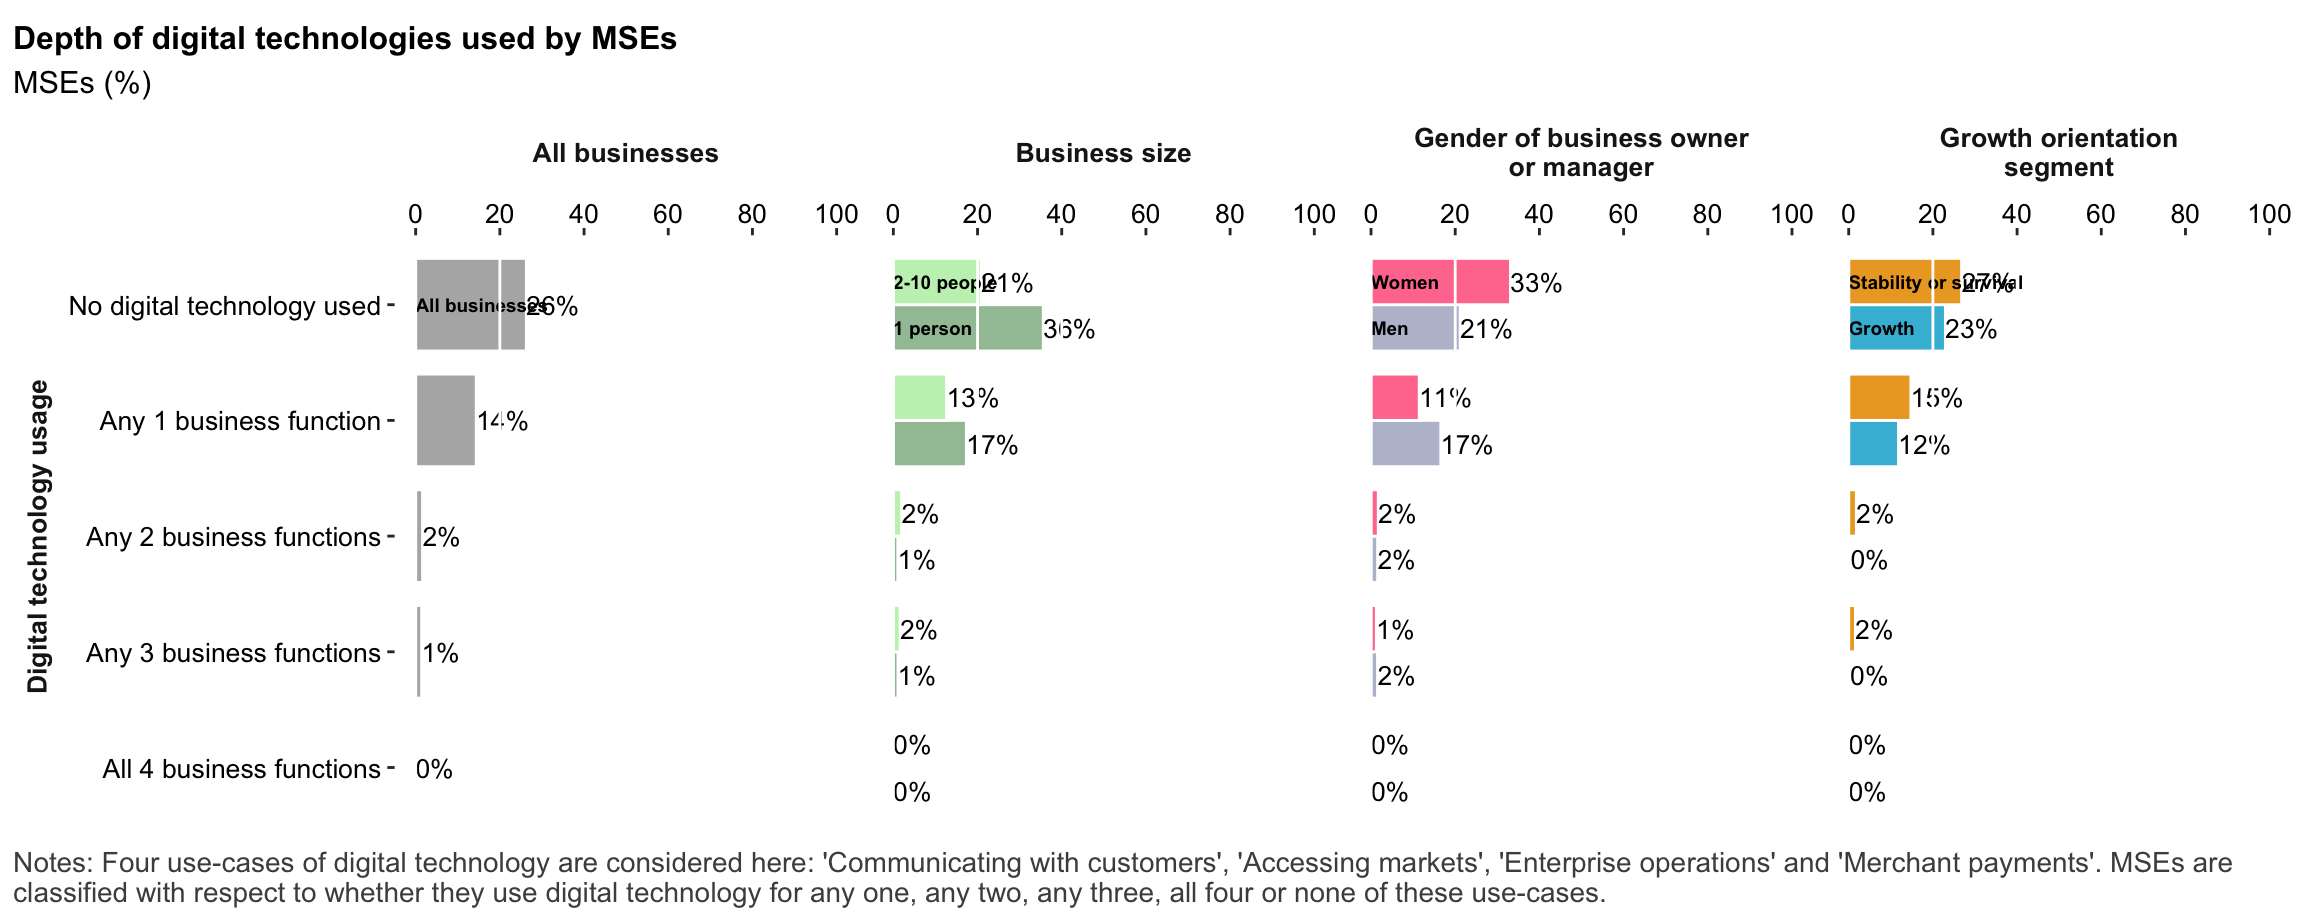 Depth of digital technologies used by MSEs
MSEs (%)
All businesses
Business size
Gender of business owner
or manager
Growth orientation
segment
0 20 40 60 80 100 0 20 40 60 80 100 0 20 40 60 80 100 0 20 40 60 80 100
Digital technology usage
No digital technology used
All businesses 26%
2-10 people 21%
1 person 36%
Women 33%
Men 21%
Stability or survival 27%
Growth 23%
Any 1 business function
14%
13%
17%
11%
17%
15%
12%
Any 2 business functions
2%
2%
1%
2%
2%
2%
0%
Any 3 business functions
1%
2%
1%
1%
2%
2%
0%
All 4 business functions
0%
0%
0%
0%
0%
0%
0%
Notes: Four use-cases of digital technology are considered here: 'Communicating with customers', 'Accessing markets', 'Enterprise operations' and 'Merchant payments'. MSEs are
classified with respect to whether they use digital technology for any one, any two, any three, all four or none of these use-cases.